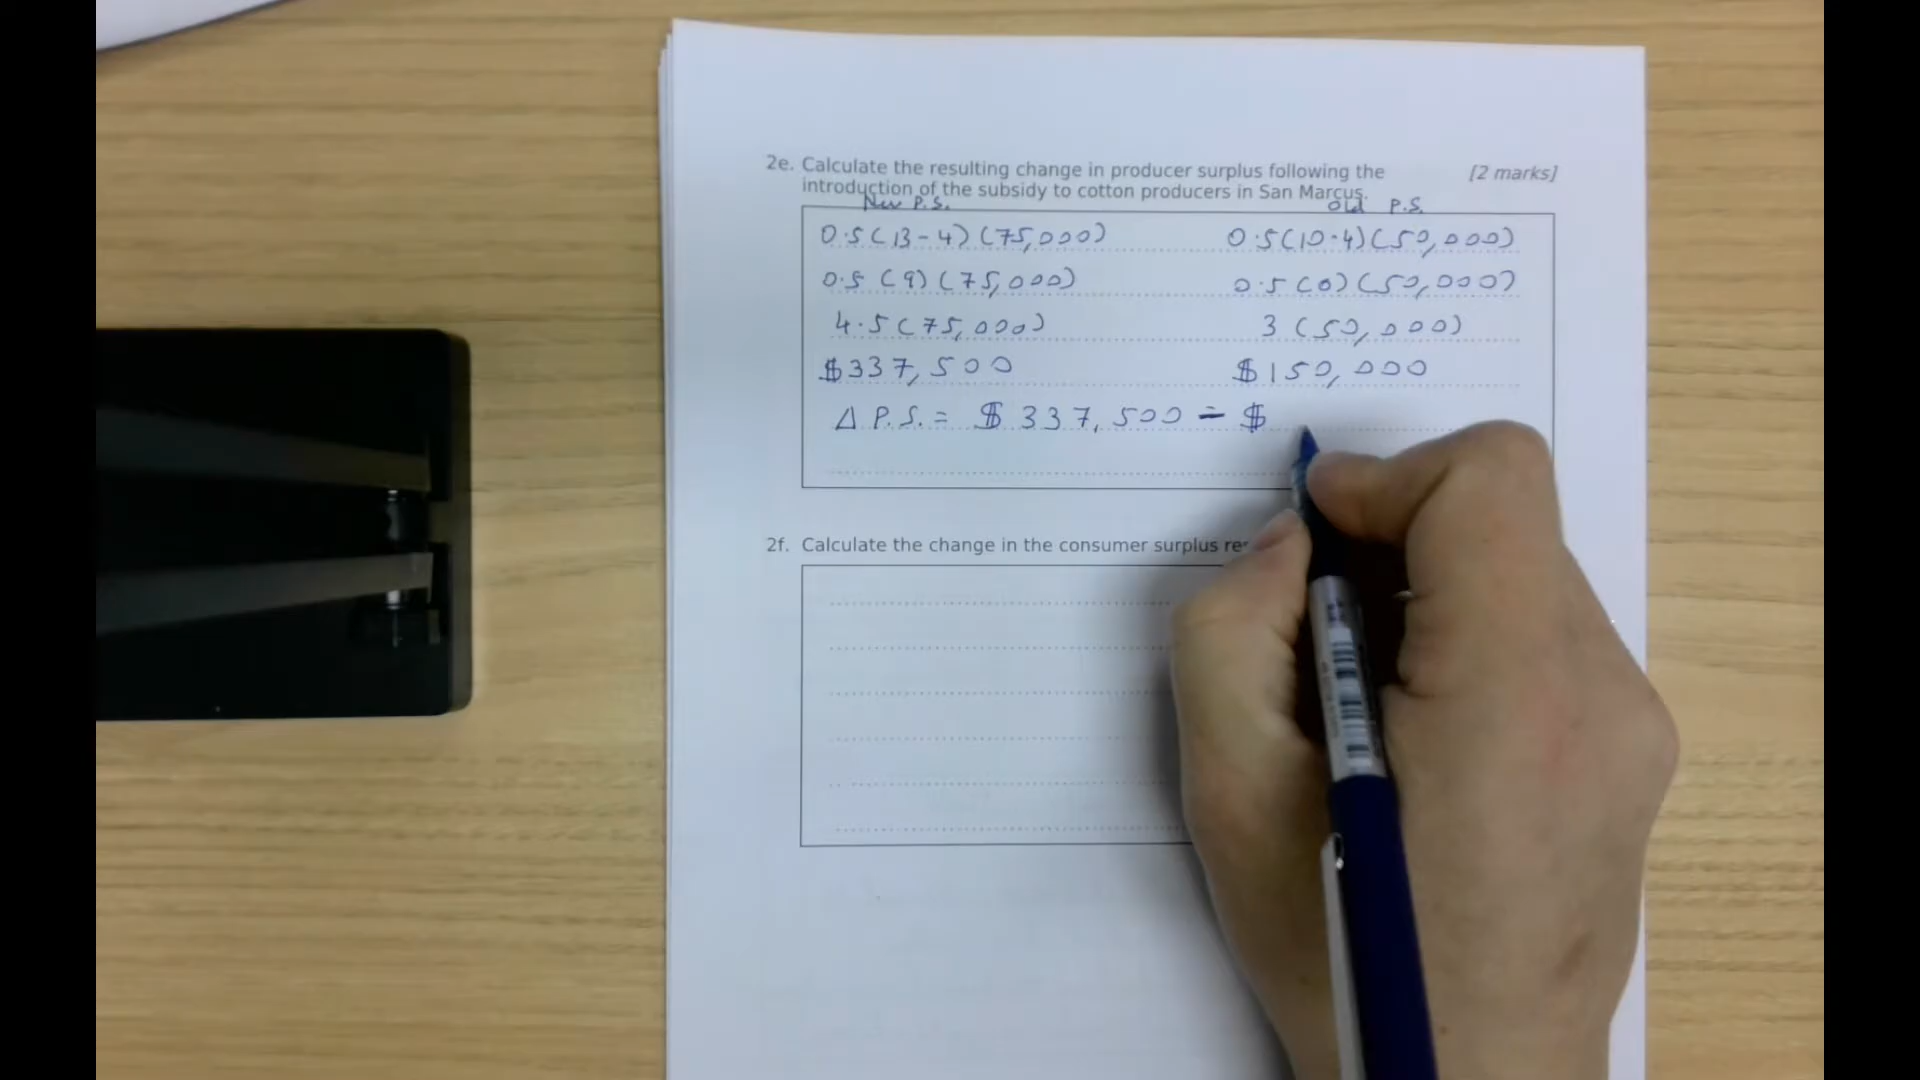 2e. Calculate the resulting change in producer surplus following the [2 marks]
introduction of the subsidy to cotton producers in San Marcus.
New P.S. Old P.S.
0.5(13-4)(75,000) 0.5(10-4)(50,000)
0.5(9)(75,000) 0.5(6)(50,000)
4.5(75,000) 3(50,000)
$337,500 $150,000
Δ P.S. = $337,500 - $
2f. Calculate the change in the consumer surplus